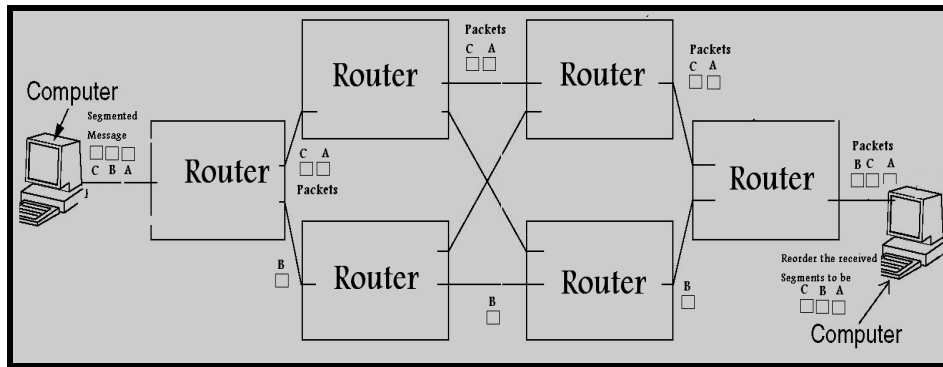 Computer
Segmented
Message
C B A
Router
Router
C A
Packets
B
Router
Packets
C A
B
Router
Router
Packets
C A
B
Router
Packets
B C A
Reorder the received
Segments to be
C B A
Computer